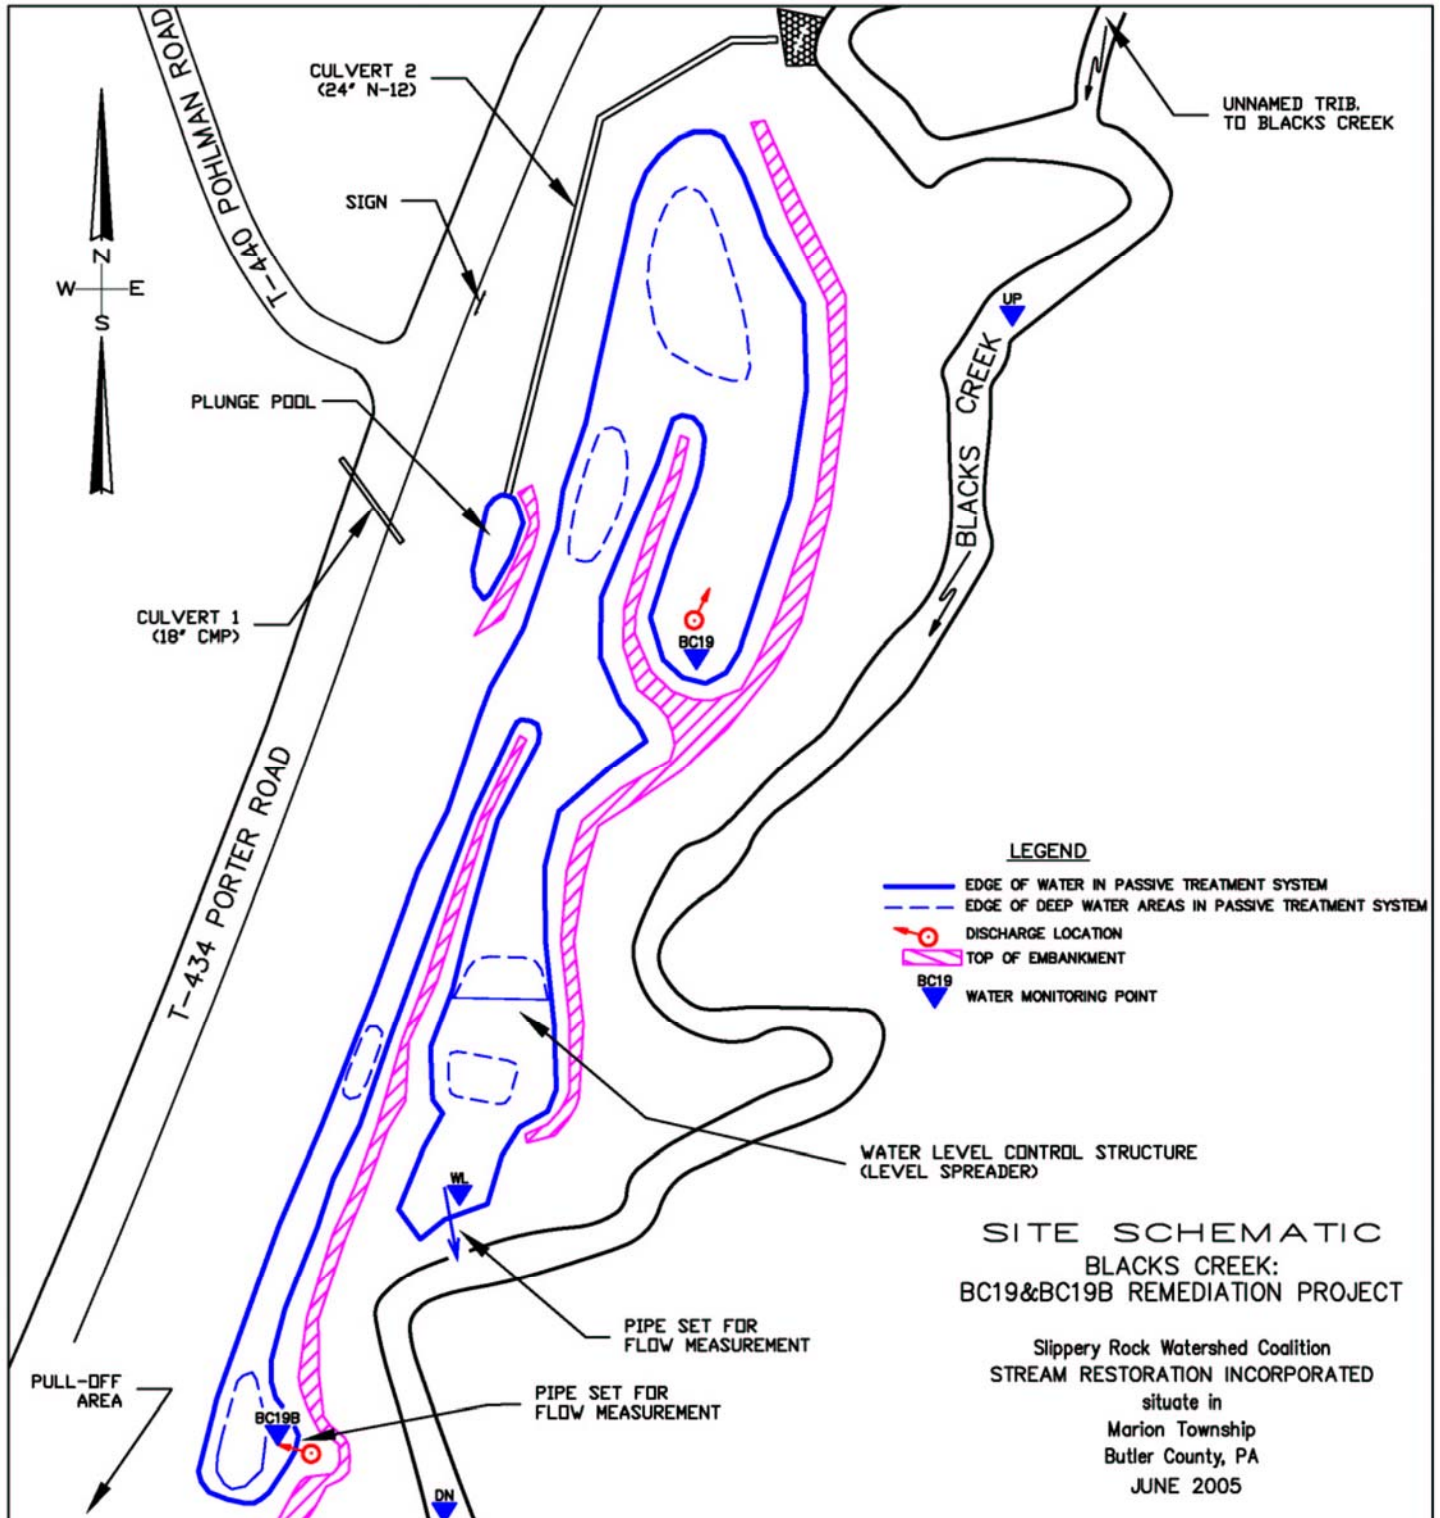 T-440 POHLMAN ROAD
CULVERT 2
(24" N-12)
UNNAMED TRIB.
TO BLACKS CREEK
SIGN
N
W E
S
UP
PLUNGE POOL
BLACKS CREEK
CULVERT 1
(18" CMP)
BC19
T-434 PORTER ROAD
LEGEND
EDGE OF WATER IN PASSIVE TREATMENT SYSTEM
EDGE OF DEEP WATER AREAS IN PASSIVE TREATMENT SYSTEM
DISCHARGE LOCATION
TOP OF EMBANKMENT
BC19
WATER MONITORING POINT
WATER LEVEL CONTROL STRUCTURE
(LEVEL SPREADER)
WL
SITE SCHEMATIC
BLACKS CREEK:
BC19&BC19B REMEDIATION PROJECT
PIPE SET FOR
FLOW MEASUREMENT
Slippery Rock Watershed Coalition
STREAM RESTORATION INCORPORATED
situate in
Marion Township
Butler County, PA
JUNE 2005
PULL-OFF
AREA
PIPE SET FOR
FLOW MEASUREMENT
BC19B
DN